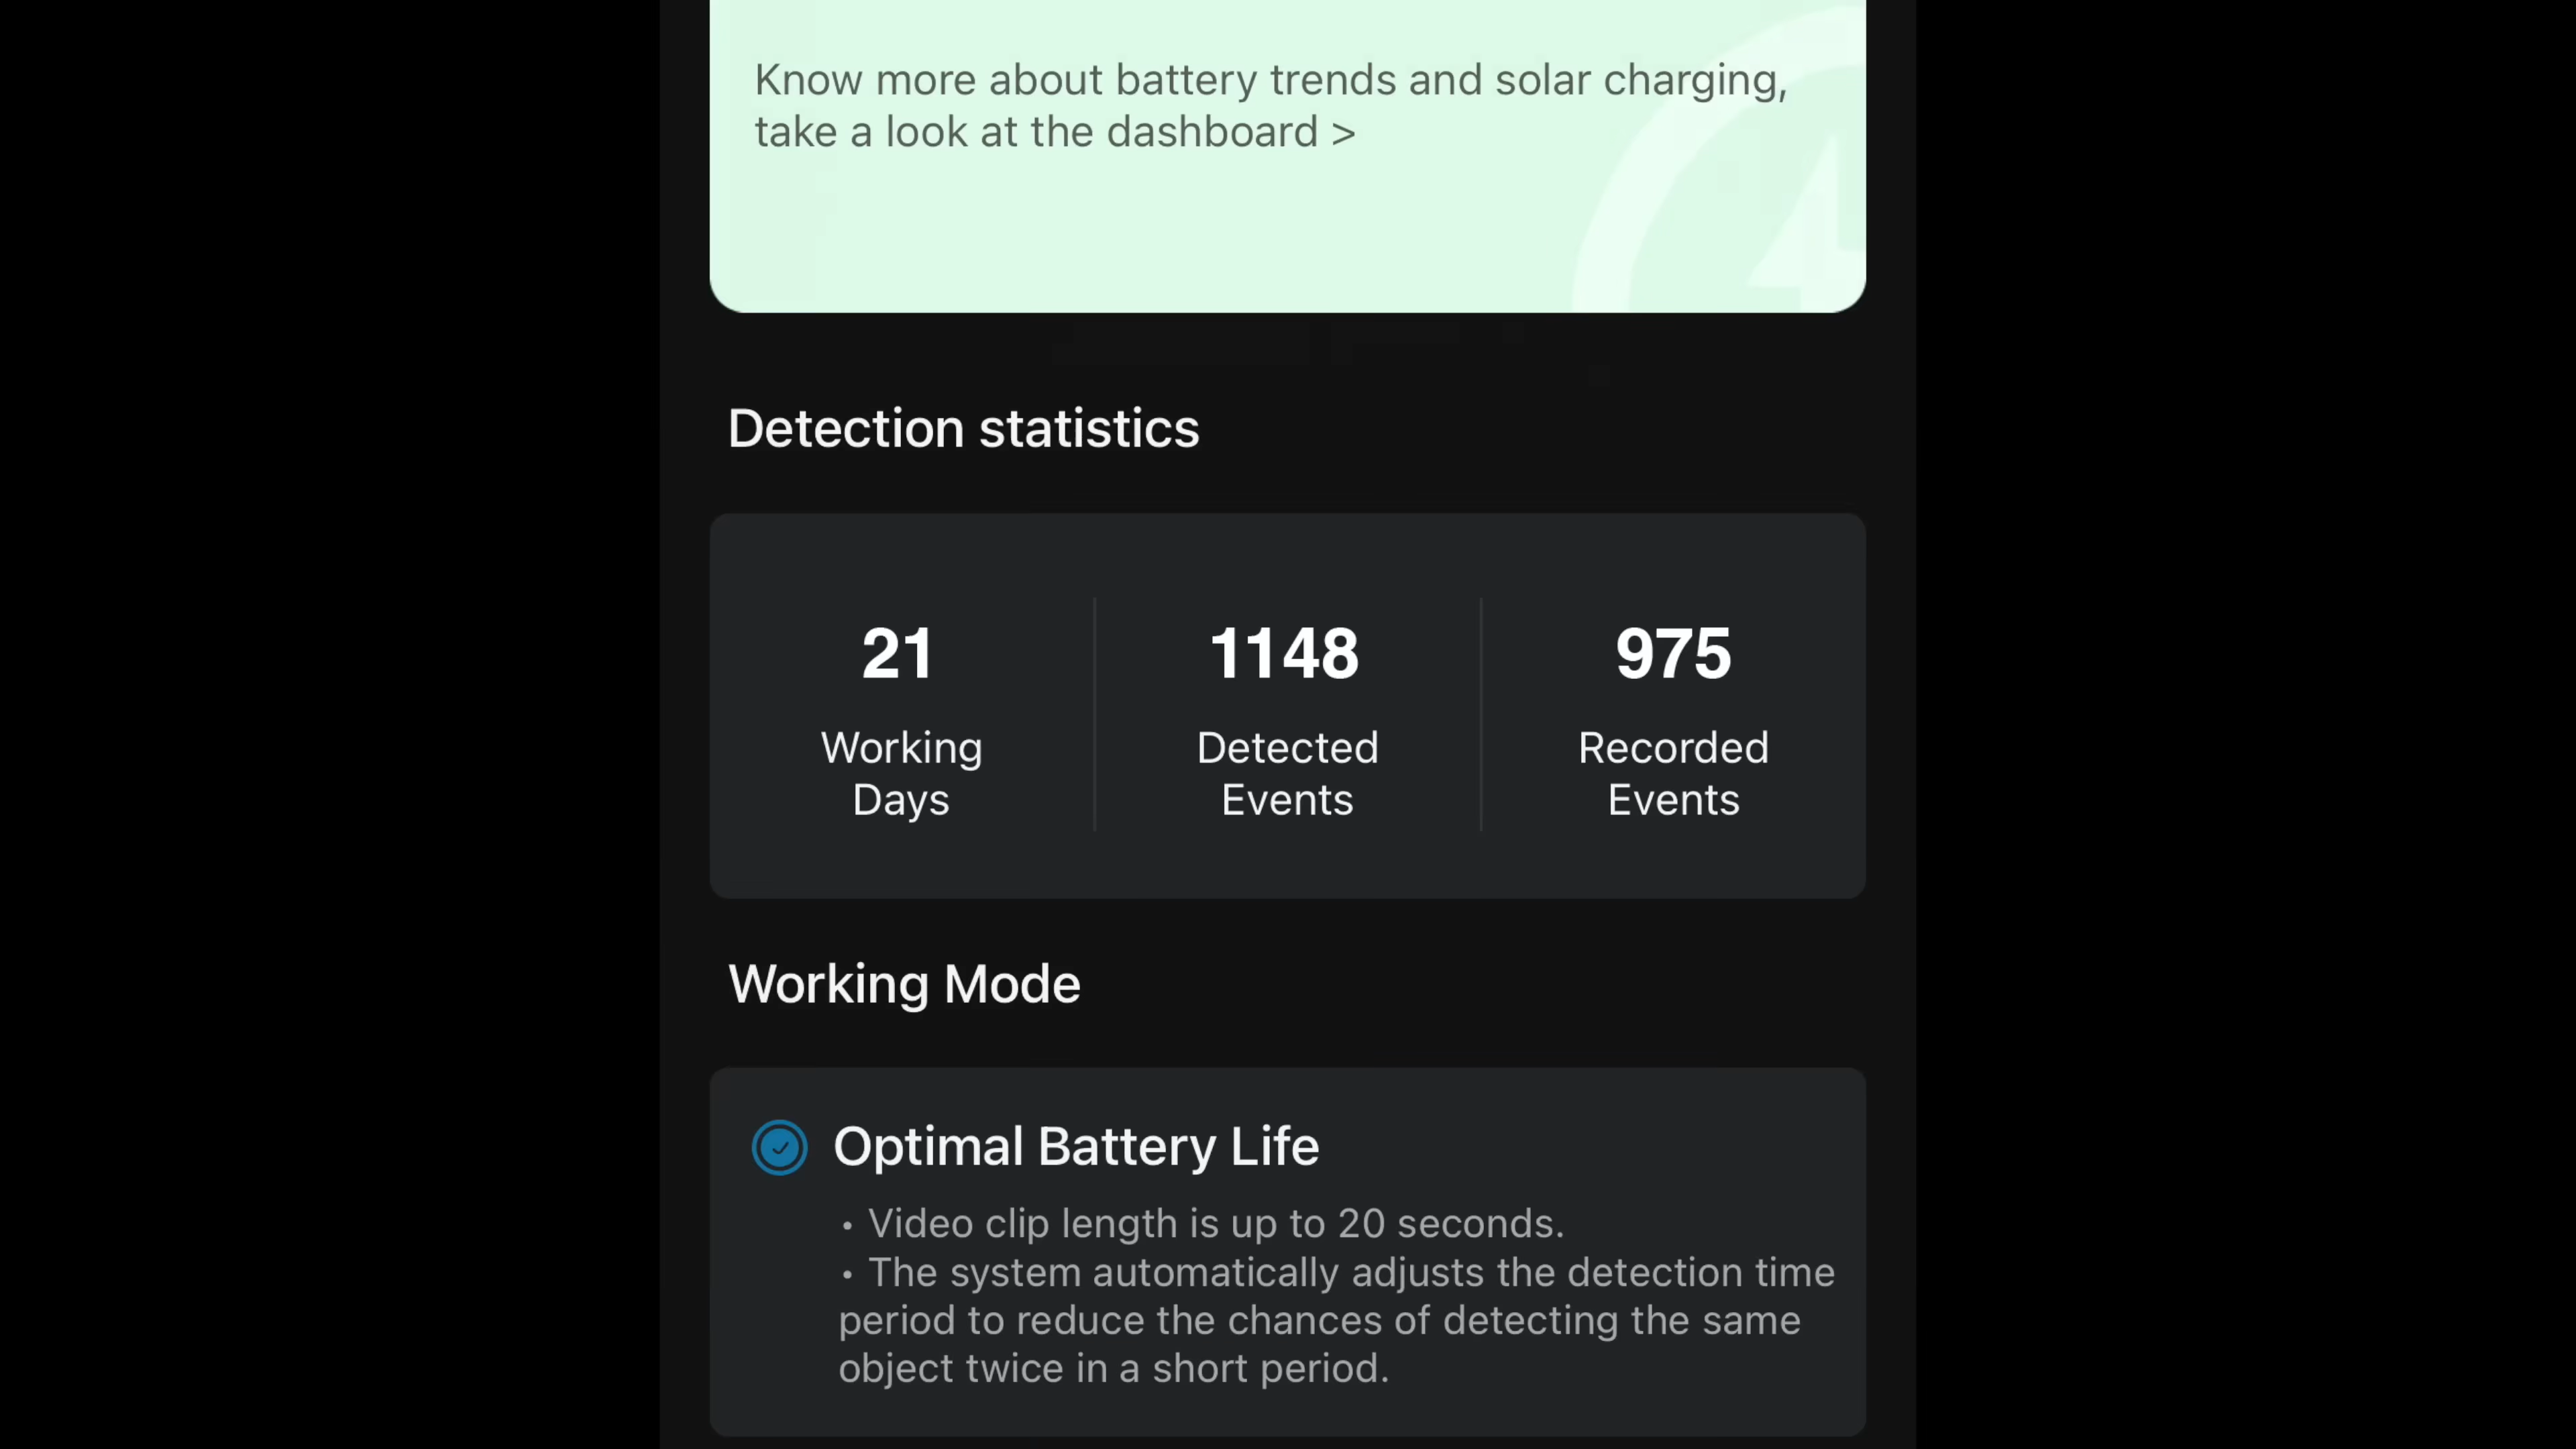 Know more about battery trends and solar charging,
take a look at the dashboard >
Detection statistics
21
Working
Days
1148
Detected
Events
975
Recorded
Events
Working Mode
Optimal Battery Life
• Video clip length is up to 20 seconds.
• The system automatically adjusts the detection time
period to reduce the chances of detecting the same
object twice in a short period.